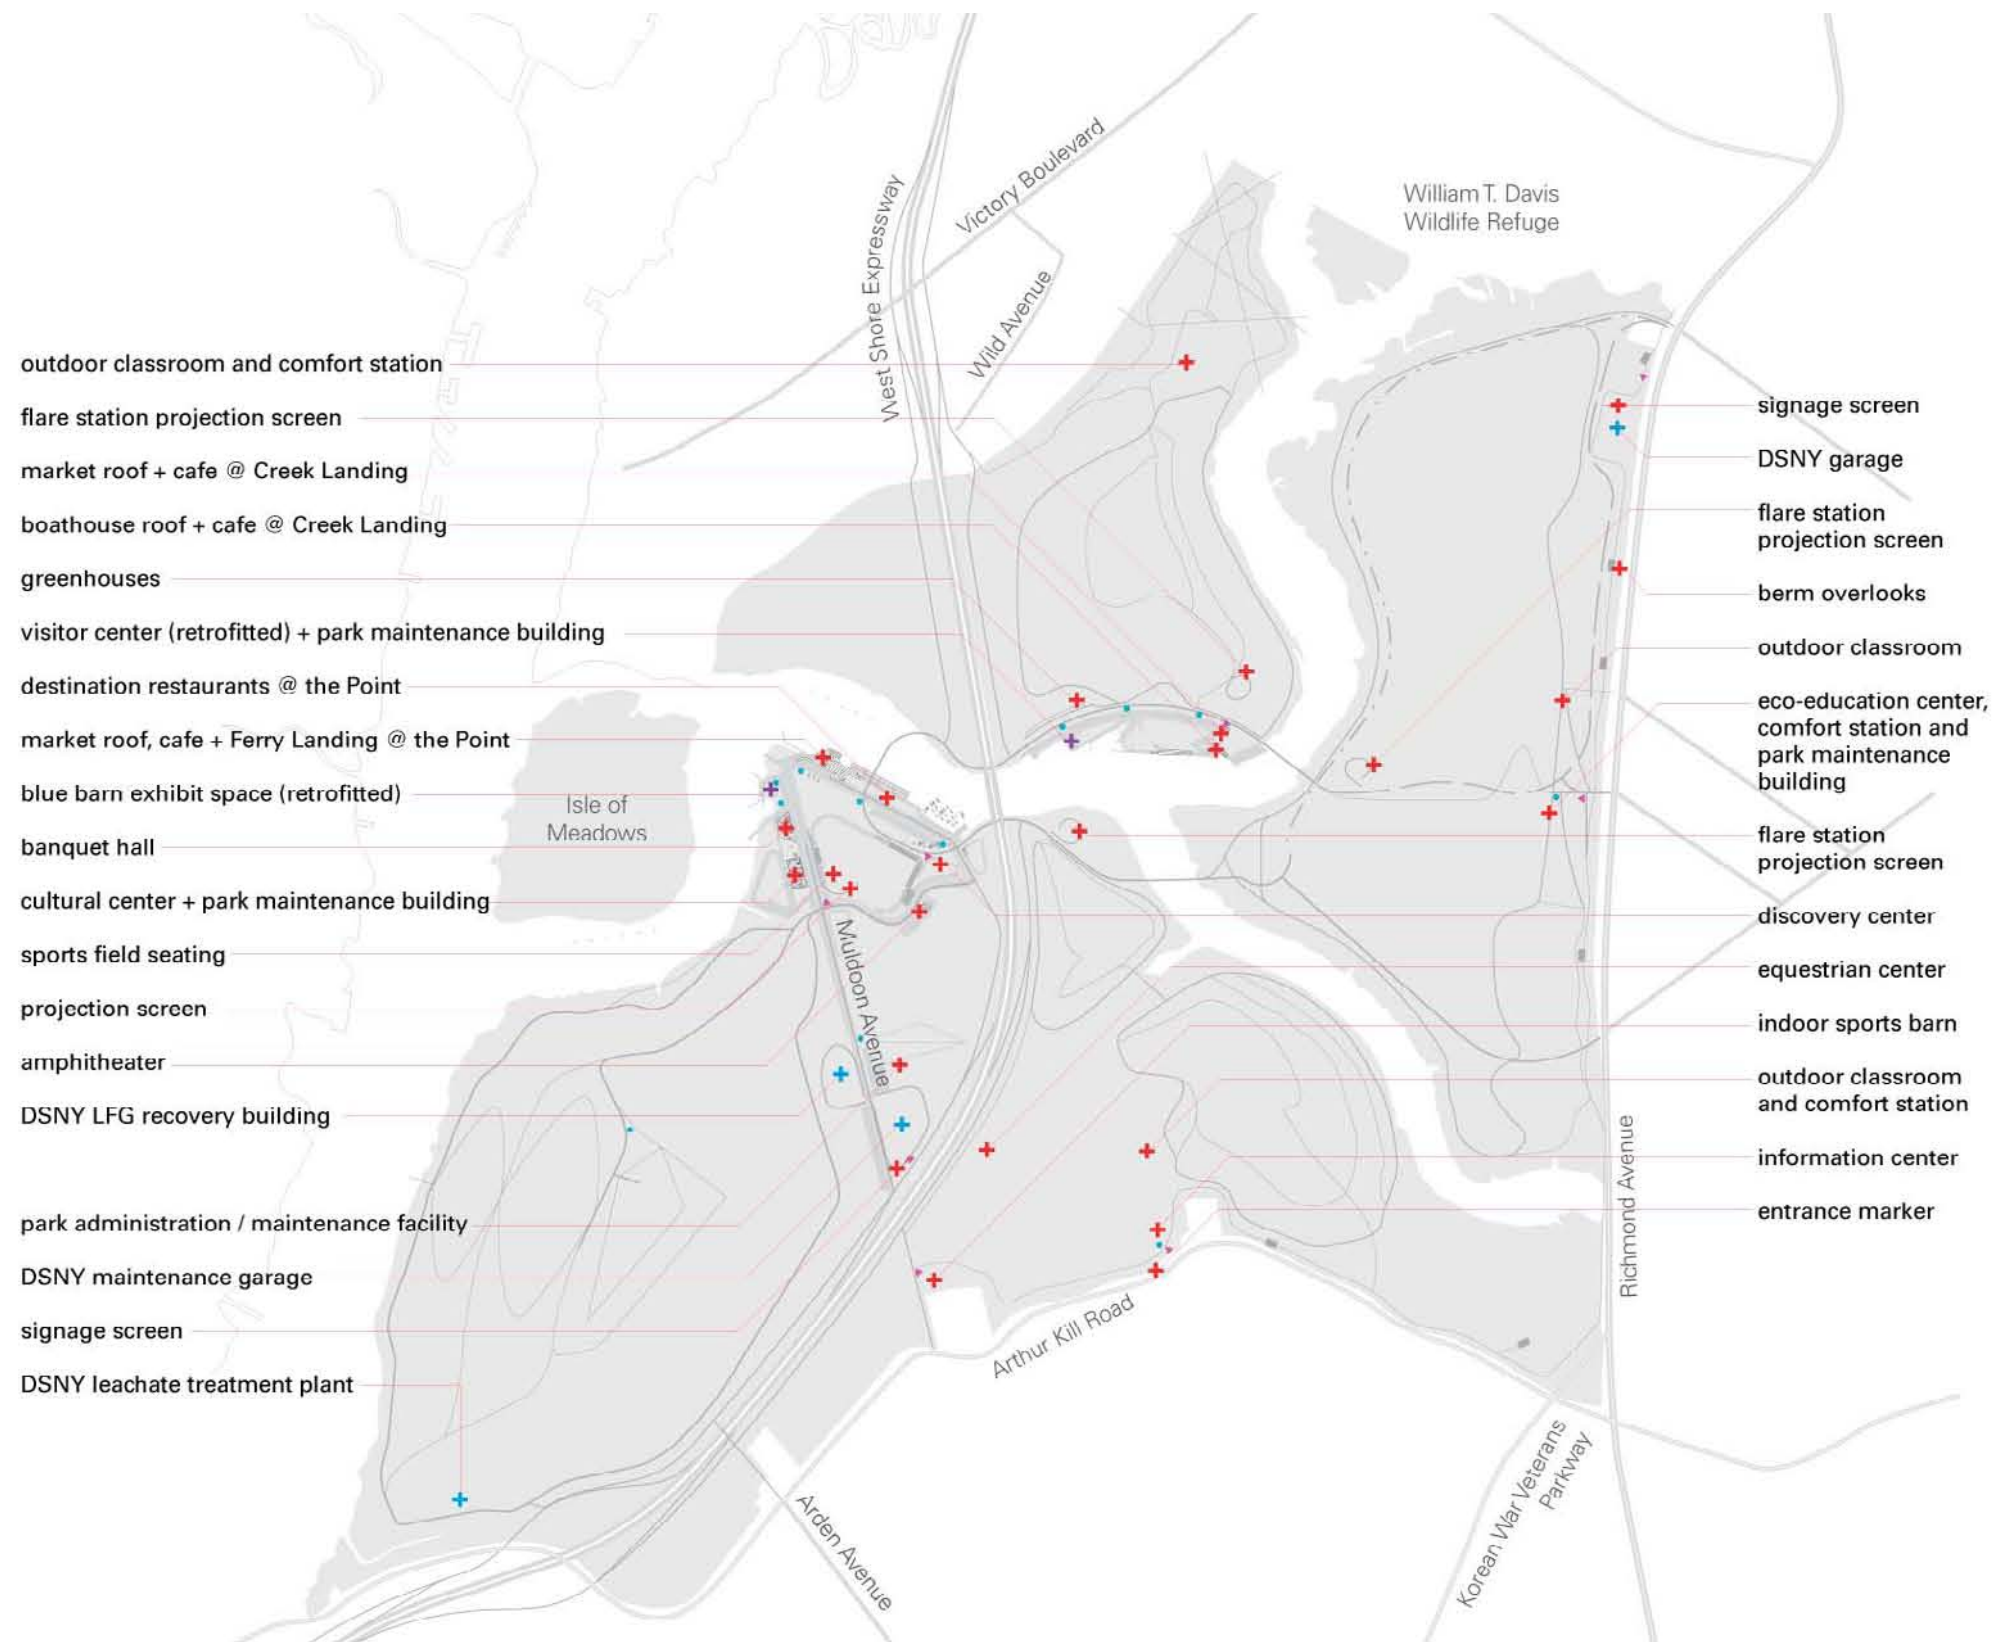 William T. Davis
Wildlife Refuge
Victory Boulevard
West Shore Expressway
Wild Avenue
Isle of
Meadows
Muldoon Avenue
Arthur Kill Road
Richmond Avenue
Arden Avenue
Korean War Veterans
Parkway
outdoor classroom and comfort station
flare station projection screen
market roof + cafe @ Creek Landing
boathouse roof + cafe @ Creek Landing
greenhouses
visitor center (retrofitted) + park maintenance building
destination restaurants @ the Point
market roof, cafe + Ferry Landing @ the Point
blue barn exhibit space (retrofitted)
banquet hall
cultural center + park maintenance building
sports field seating
projection screen
amphitheater
DSNY LFG recovery building
park administration / maintenance facility
DSNY maintenance garage
signage screen
DSNY leachate treatment plant
signage screen
DSNY garage
flare station
projection screen
berm overlooks
outdoor classroom
eco-education center,
comfort station and
park maintenance
building
flare station
projection screen
discovery center
equestrian center
indoor sports barn
outdoor classroom
and comfort station
information center
entrance marker